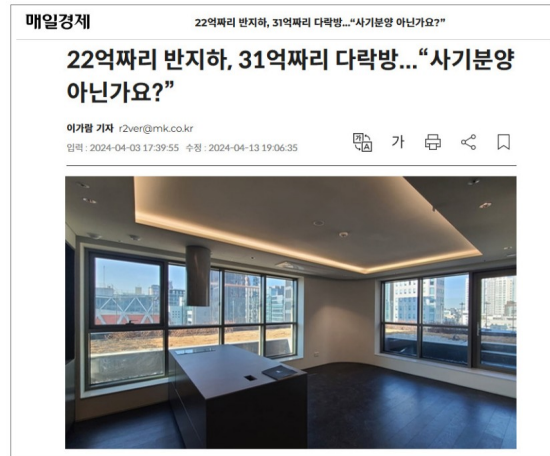 매일경제
22억짜리 반지하, 31억짜리 다락방...“사기분양 아닌가요?”
22억짜리 반지하, 31억짜리 다락방...“사기분양
아닌가요?”
이가람 기자 r2ver@mk.co.kr
입력 : 2024-04-03 17:39:55 수정 : 2024-04-13 19:06:35
가 A
가